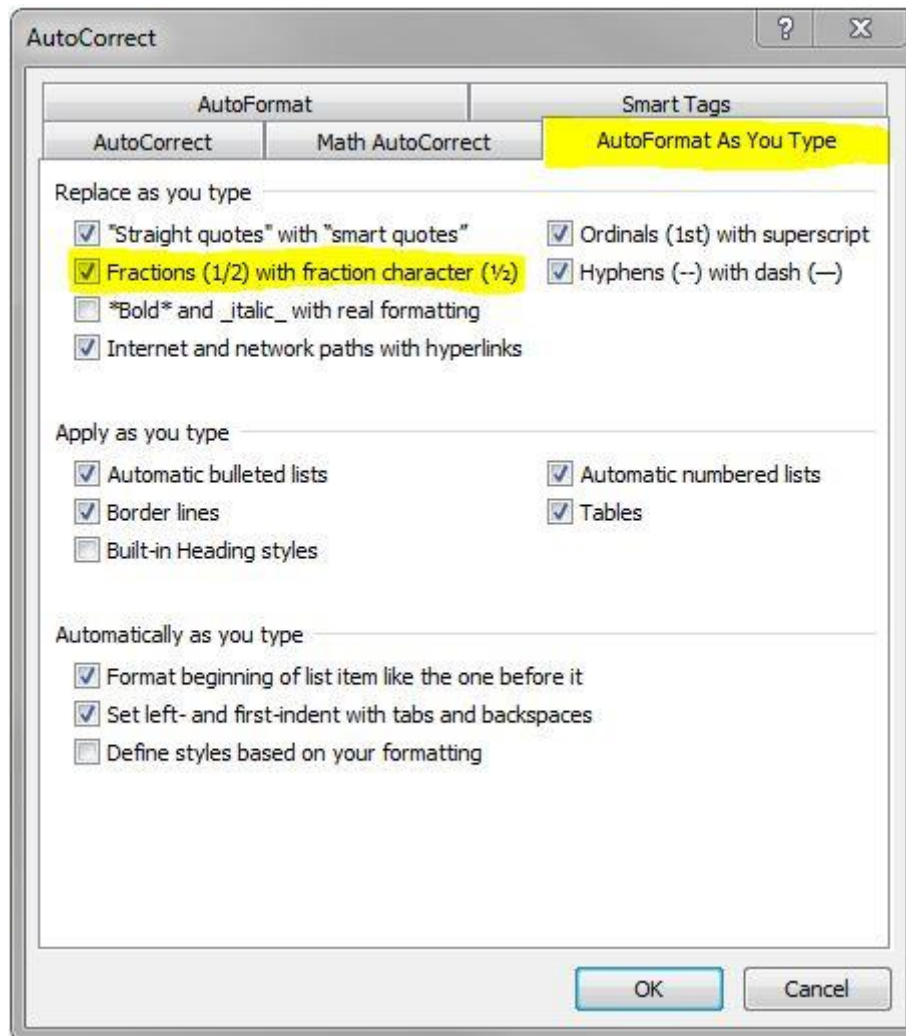 AutoCorrect
AutoFormat Smart Tags
AutoCorrect Math AutoCorrect AutoFormat As You Type
Replace as you type
"Straight quotes" with “smart quotes” Ordinals (1st) with superscript
Fractions (1/2) with fraction character (½) Hyphens (--) with dash (—)
*Bold* and _italic_ with real formatting
Internet and network paths with hyperlinks
Apply as you type
Automatic bulleted lists Automatic numbered lists
Border lines Tables
Built-in Heading styles
Automatically as you type
Format beginning of list item like the one before it
Set left- and first-indent with tabs and backspaces
Define styles based on your formatting
OK Cancel